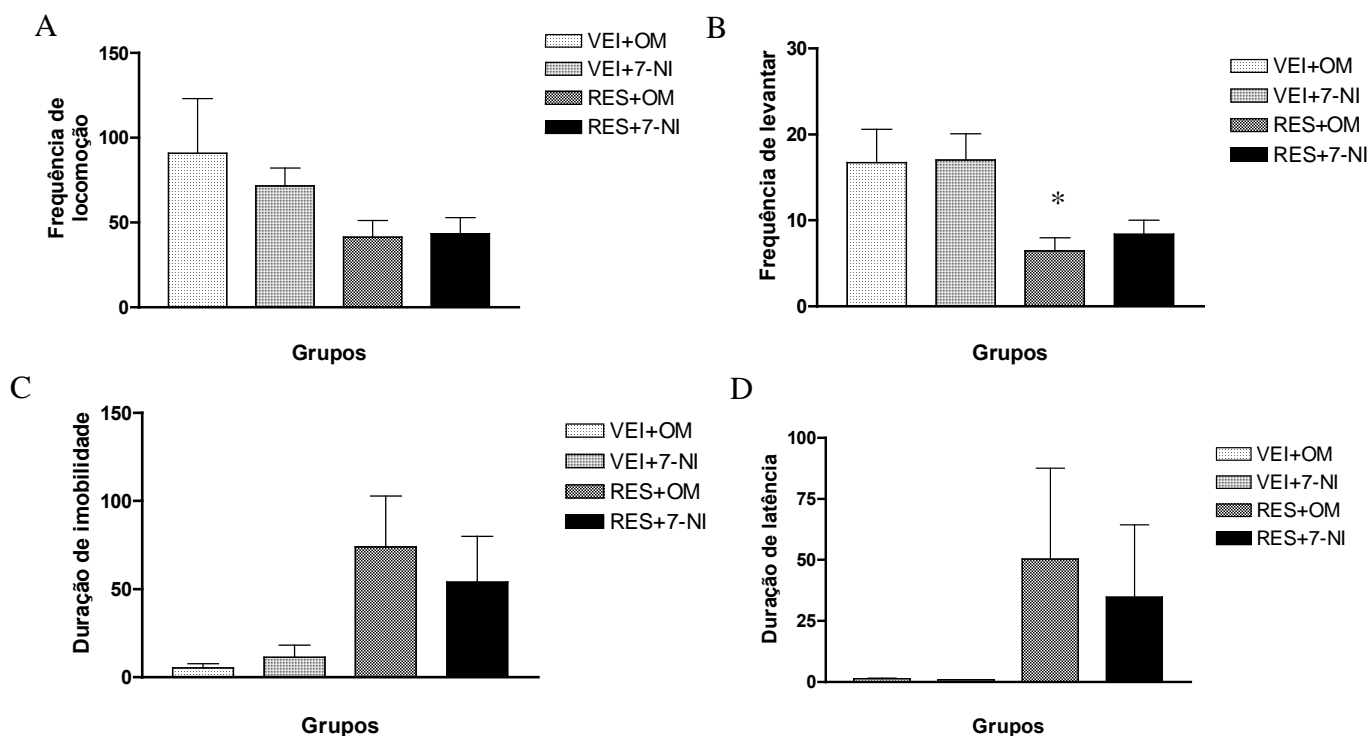 A
150
100
50
0
Frequência de
locomoção
Grupos
VEI+OM
VEI+7-NI
RES+OM
RES+7-NI
B
30
20
10
0
Frequência de levantar
*
Grupos
VEI+OM
VEI+7-NI
RES+OM
RES+7-NI
C
150
100
50
0
Duração de imobilidade
Grupos
VEI+OM
VEI+7-NI
RES+OM
RES+7-NI
D
100
75
50
25
0
Duração de latência
Grupos
VEI+OM
VEI+7-NI
RES+OM
RES+7-NI